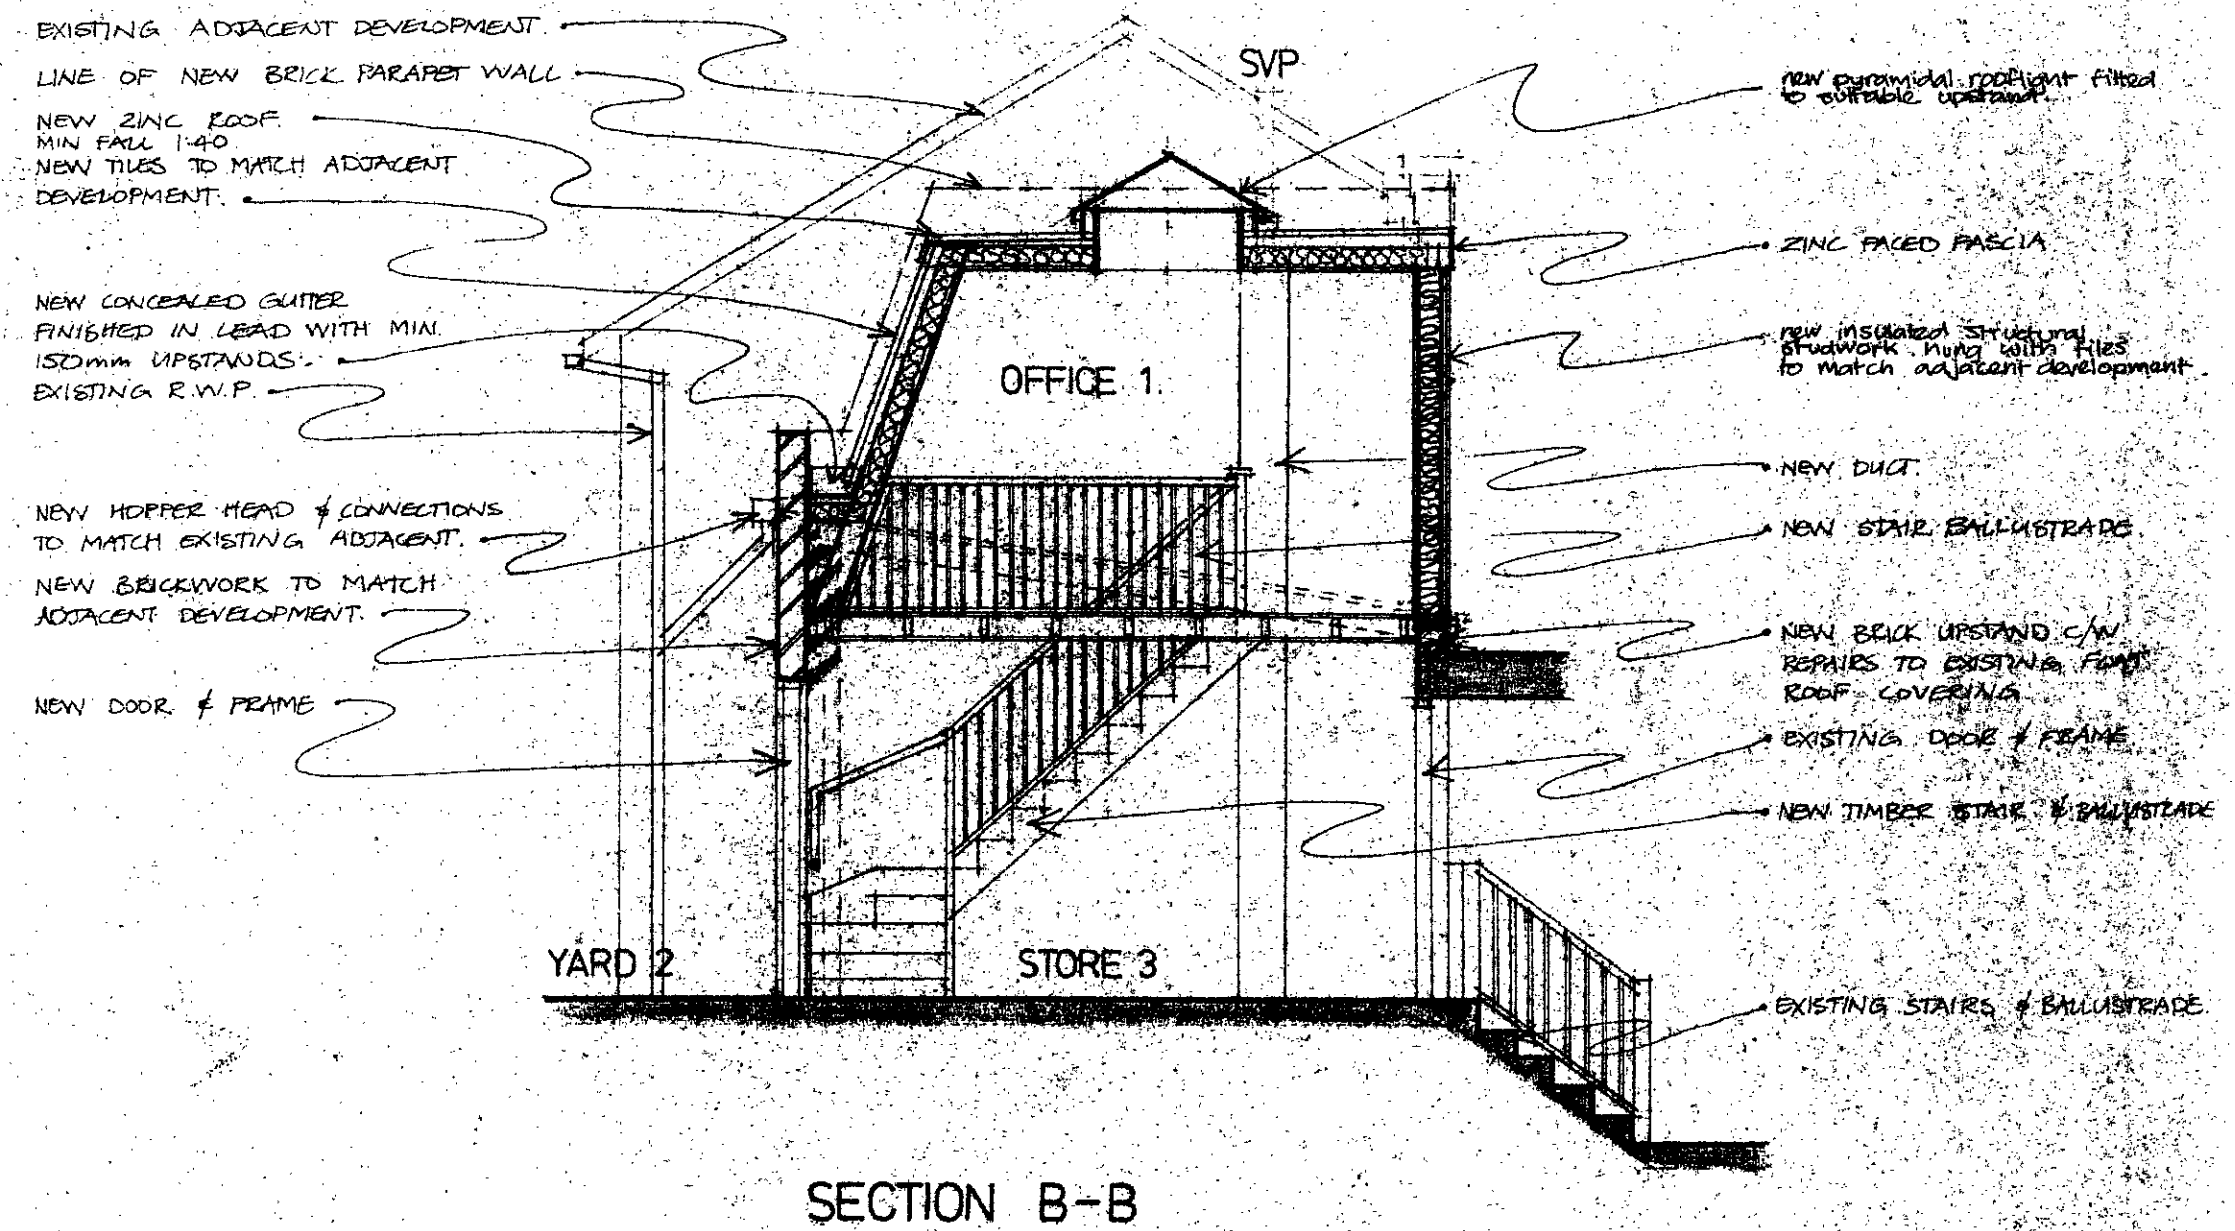 EXISTING ADJACENT DEVELOPMENT.
LINE OF NEW BRICK PARAPET WALL
NEW ZINC ROOF.
MIN FALL 1:40
NEW TILES TO MATCH ADJACENT
DEVELOPMENT.
NEW CONCEALED GUTTER
FINISHED IN LEAD WITH MIN.
150mm UPSTANDS.
EXISTING R.W.P.
NEW HOPPER HEAD & CONNECTIONS
TO MATCH EXISTING ADJACENT.
NEW BRICKWORK TO MATCH
ADJACENT DEVELOPMENT.
NEW DOOR & FRAME
SVP
OFFICE 1.
YARD 2
STORE 3
new pyramidal rooflight fitted
to suitable upstand.
ZINC FACED FASCIA
new insulated structural
studwork hung with tiles
to match adjacent development.
NEW DUCT.
NEW STAIR BALLUSTRADE.
NEW BRICK UPSTAND C/W
REPAIRS TO EXISTING FLAT
ROOF COVERING
EXISTING DOOR & FRAME
NEW TIMBER STAIR & BALLUSTRADE
EXISTING STAIRS & BALLUSTRADE.
SECTION B-B